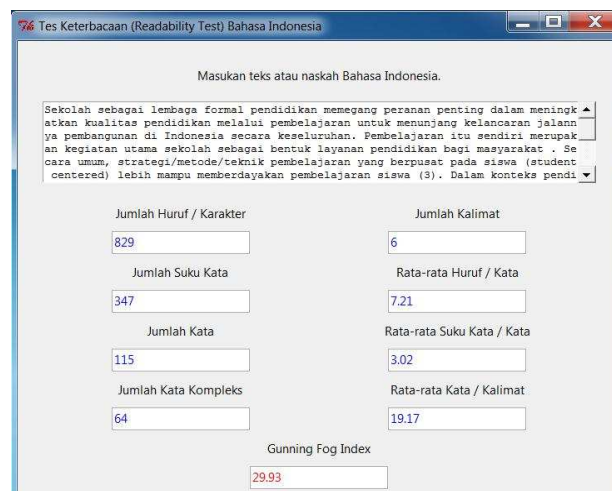 Tes Keterbacaan (Readability Test) Bahasa Indonesia
Masukan teks atau naskah Bahasa Indonesia.
Sekolah sebagai lembaga formal pendidikan memegang peranan penting dalam meningk
atkan kualitas pendidikan melalui pembelajaran untuk menunjang kelancaran jalann
ya pembangunan di Indonesia secara keseluruhan. Pembelajaran itu sendiri merupak
an kegiatan utama sekolah sebagai bentuk layanan pendidikan bagi masyarakat . Se
cara umum, strategi/metode/teknik pembelajaran yang berpusat pada siswa (student
centered) lebih mampu memberdayakan pembelajaran siswa (3). Dalam konteks pendi
Jumlah Huruf / Karakter
829
Jumlah Kalimat
6
Jumlah Suku Kata
347
Rata-rata Huruf / Kata
7.21
Jumlah Kata
115
Rata-rata Suku Kata / Kata
3.02
Jumlah Kata Kompleks
64
Rata-rata Kata / Kalimat
19.17
Gunning Fog Index
29.93